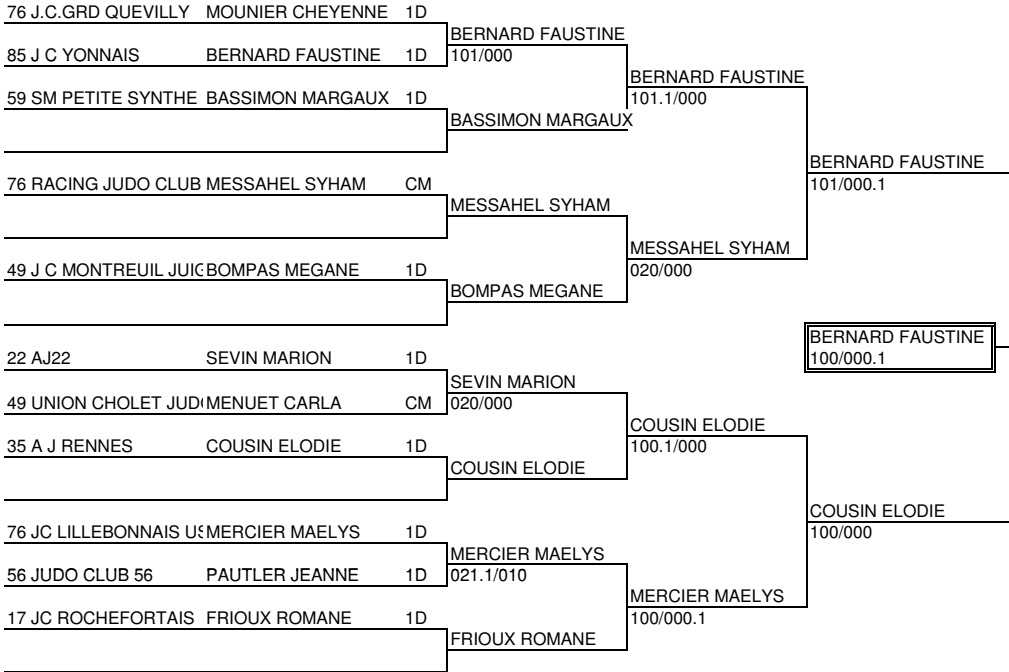 76 J.C.GRD QUEVILLY MOUNIER CHEYENNE 1D
BERNARD FAUSTINE
85 J C YONNAIS BERNARD FAUSTINE 1D 101/000
BERNARD FAUSTINE
59 SM PETITE SYNTHE BASSIMON MARGAUX 1D 101.1/000
BASSIMON MARGAUX
BERNARD FAUSTINE
76 RACING JUDO CLUB MESSAHEL SYHAM CM 101/000.1
MESSAHEL SYHAM
MESSAHEL SYHAM
49 J C MONTREUIL JUIG BOMPAS MEGANE 1D 020/000
BOMPAS MEGANE
BERNARD FAUSTINE
22 AJ22 SEVIN MARION 1D 100/000.1
SEVIN MARION
49 UNION CHOLET JUDO MENUET CARLA CM 020/000
COUSIN ELODIE
35 A J RENNES COUSIN ELODIE 1D 100.1/000
COUSIN ELODIE
COUSIN ELODIE
76 JC LILLEBONNAIS US MERCIER MAELYS 1D 100/000
MERCIER MAELYS
56 JUDO CLUB 56 PAUTLER JEANNE 1D 021.1/010
MERCIER MAELYS
17 JC ROCHEFORTAIS FRIOUX ROMANE 1D 100/000.1
FRIOUX ROMANE